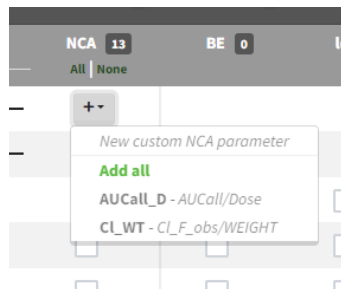 NCA 13 BE 0
All | None
+
New custom NCA parameter
Add all
AUCall_D - AUCall/Dose
Cl_WT - Cl_F_obs/WEIGHT